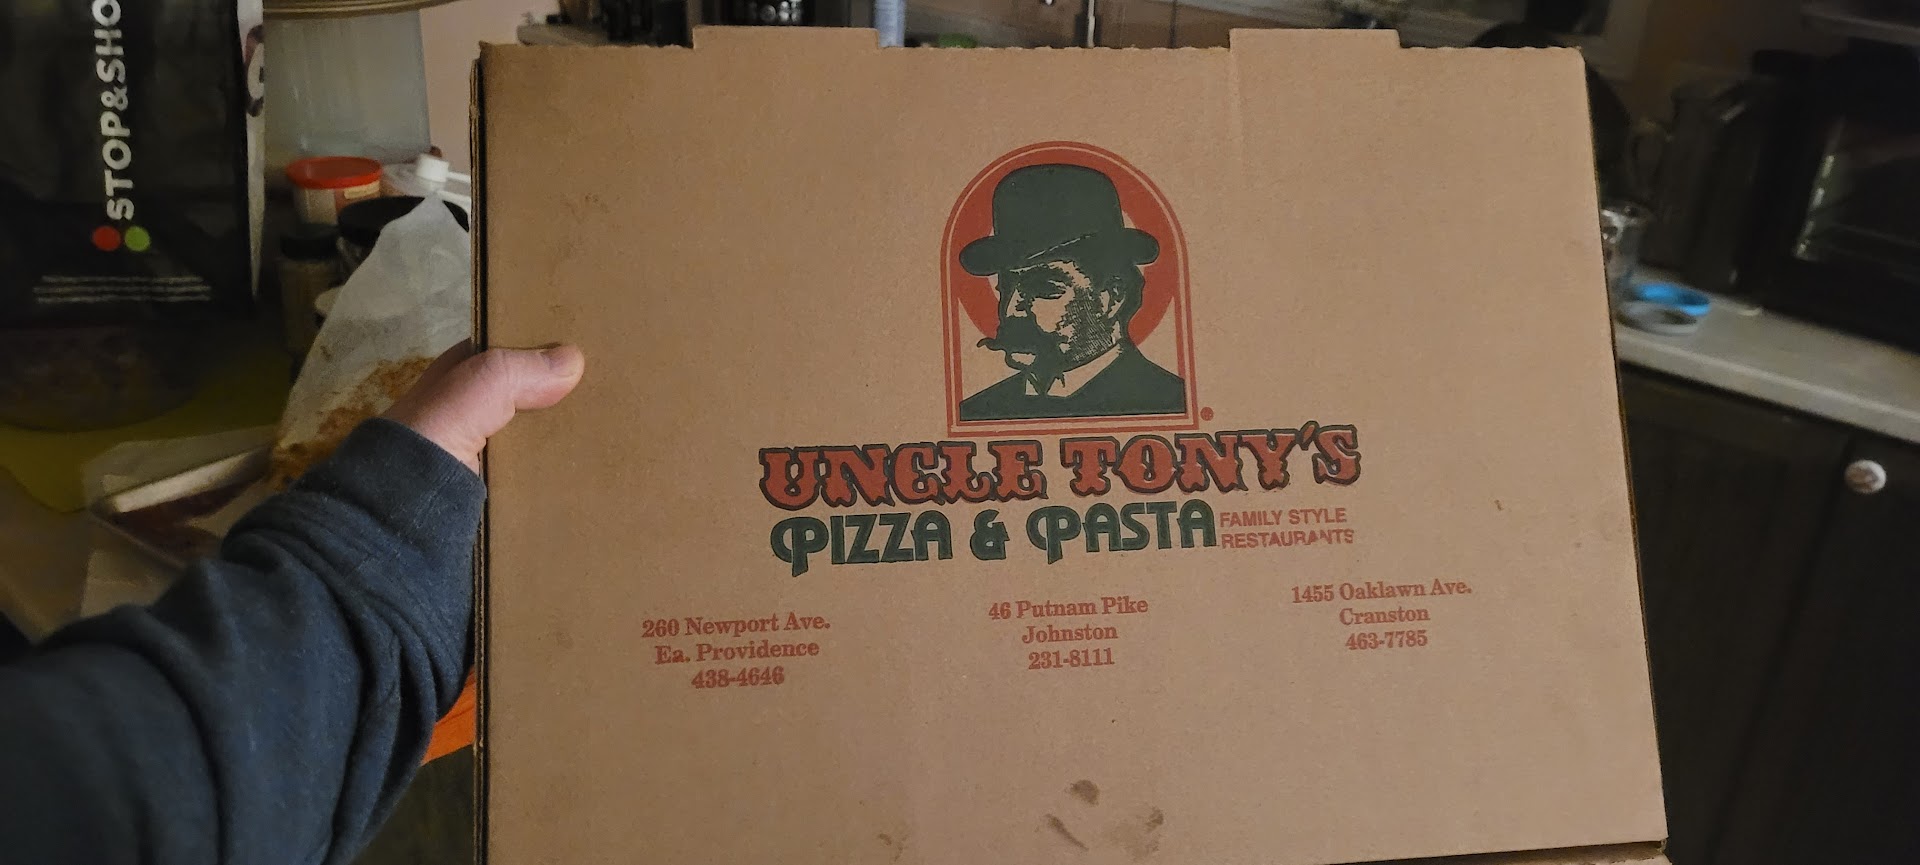 STOP&SHO
®
UNCLE TONY'S
PIZZA & PASTA
FAMILY STYLE
RESTAURANTS
260 Newport Ave.
Ea. Providence
438-4646
46 Putnam Pike
Johnston
231-8111
1455 Oaklawn Ave.
Cranston
463-7785